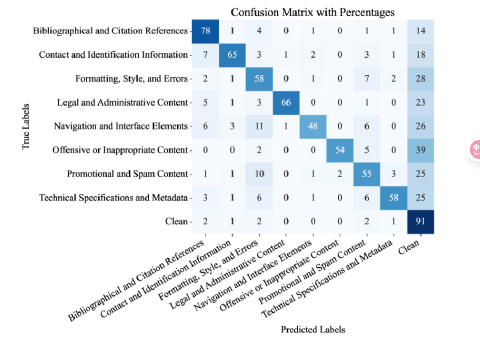 Confusion Matrix with Percentages
True Labels
Bibliographical and Citation References 78 1 4 0 1 0 1 1 14
Contact and Identification Information 7 65 4 1 2 0 3 1 18
Formatting, Style, and Errors 2 1 58 0 1 0 7 2 28
Legal and Administrative Content 5 1 3 66 0 0 1 0 23
Navigation and Interface Elements 6 3 11 1 48 0 6 0 26
Offensive or Inappropriate Content 0 0 2 0 0 54 5 0 39
Promotional and Spam Content 1 1 10 0 1 2 55 3 25
Technical Specifications and Metadata 3 1 6 0 1 0 6 58 25
Clean 2 1 2 0 0 0 2 1 91
Bibliographical and Citation References
Contact and Identification Information
Formatting, Style, and Errors
Legal and Administrative Content
Navigation and Interface Elements
Offensive or Inappropriate Content
Promotional and Spam Content
Technical Specifications and Metadata
Clean
Predicted Labels